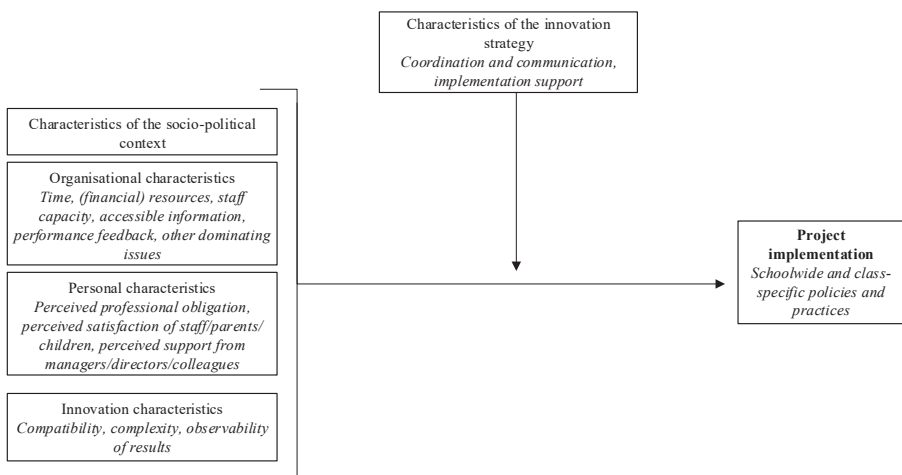 Characteristics of the innovation
strategy
Coordination and communication,
implementation support
Characteristics of the socio-political
context
Organisational characteristics
Time, (financial) resources, staff
capacity, accessible information,
performance feedback, other dominating
issues
Personal characteristics
Perceived professional obligation,
perceived satisfaction of staff/parents/
children, perceived support from
managers/directors/colleagues
Innovation characteristics
Compatibility, complexity, observability
of results
Project
implementation
Schoolwide and class-
specific policies and
practices